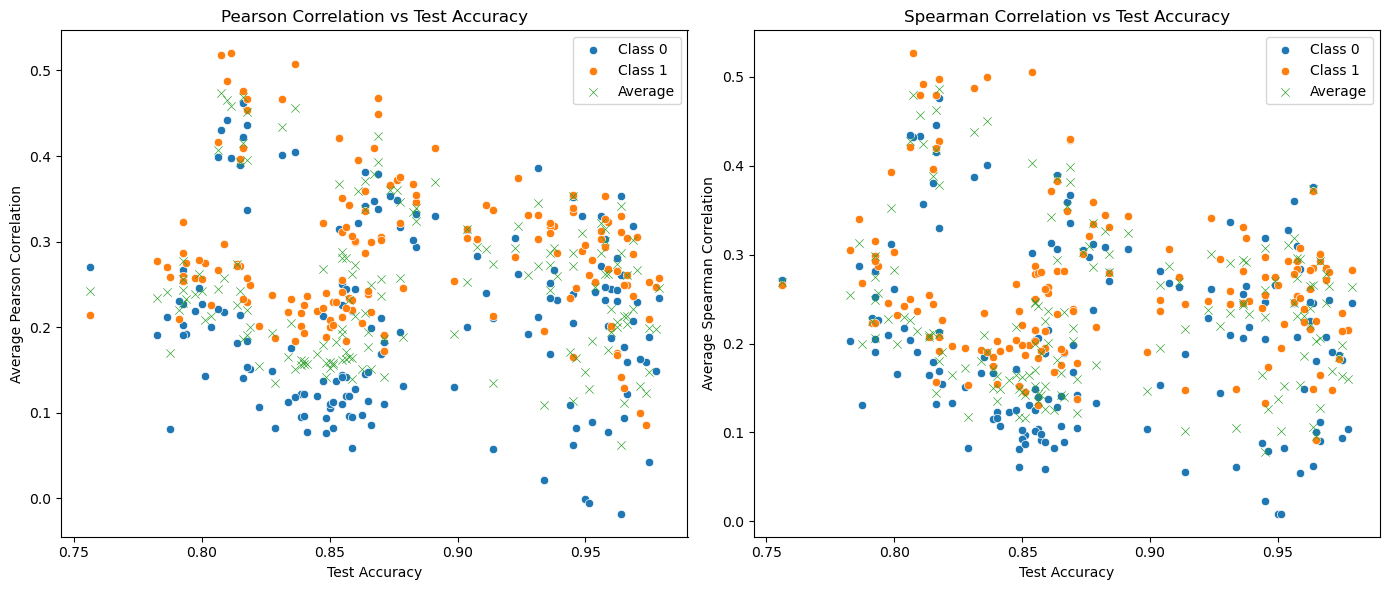 Pearson Correlation vs Test Accuracy
Class 0
Class 1
Average
0.5
0.4
0.3
0.2
0.1
0.0
Average Pearson Correlation
0.75
0.80
0.85
0.90
0.95
Test Accuracy
Spearman Correlation vs Test Accuracy
Class 0
Class 1
Average
0.5
0.4
0.3
0.2
0.1
0.0
Average Spearman Correlation
0.75
0.80
0.85
0.90
0.95
Test Accuracy